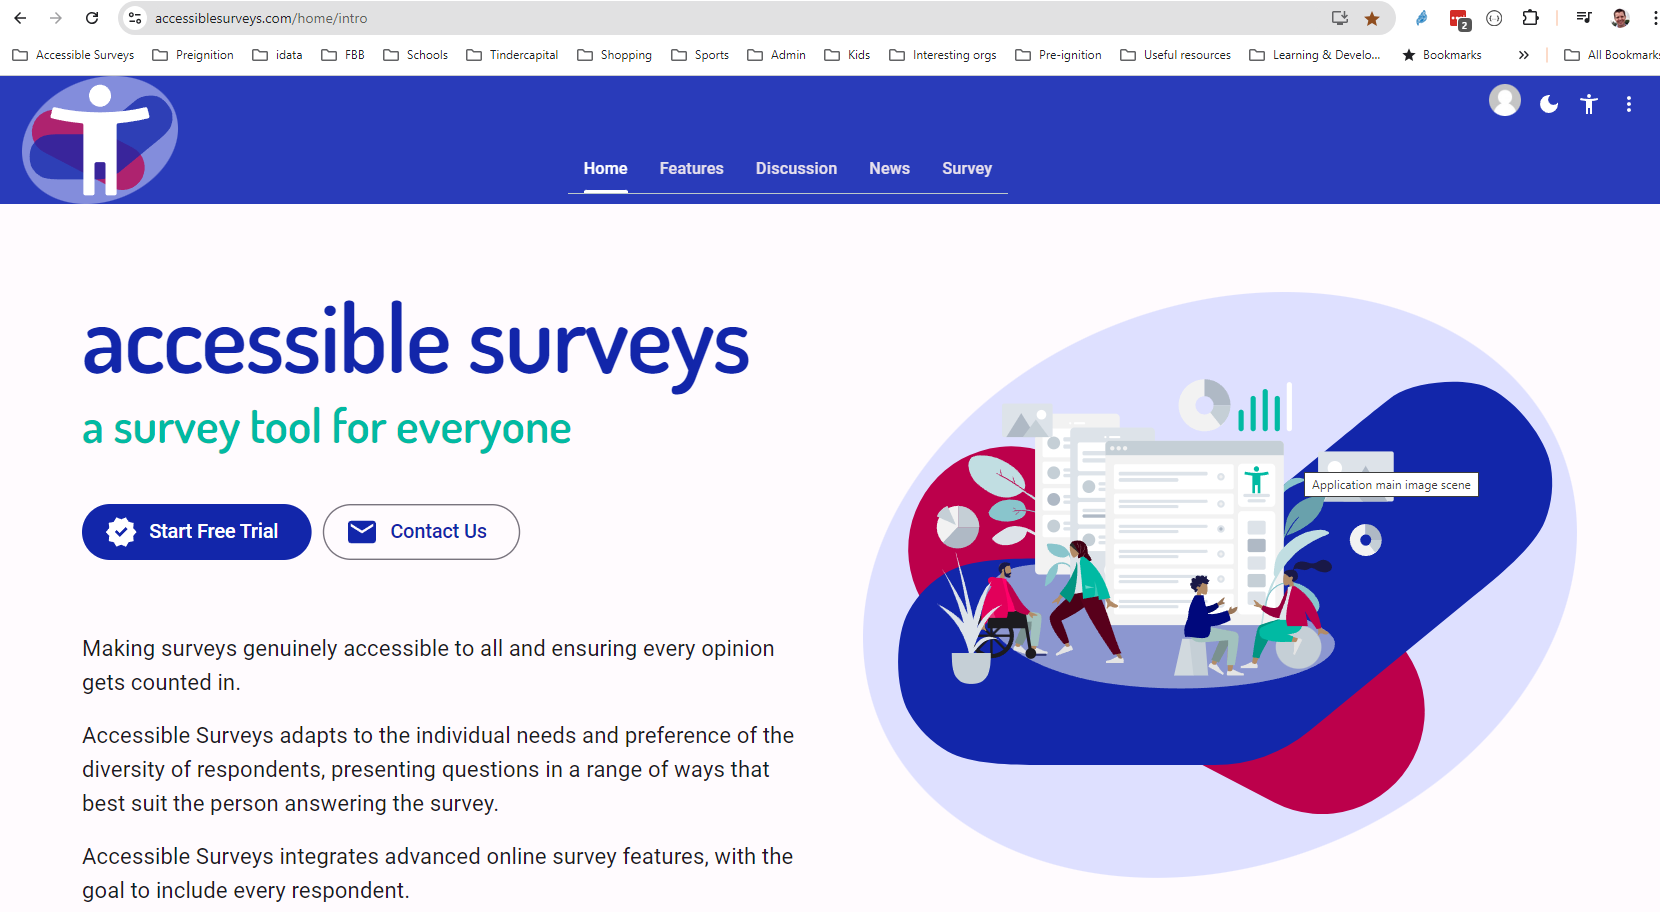 accessiblesurveys.com/home/intro
2
Accessible Surveys Preignition idata FBB Schools Tindercapital Shopping Sports Admin Kids Interesting orgs Pre-ignition Useful resources Learning & Develo... Bookmarks » All Bookmarks
Home Features Discussion News Survey
accessible surveys
a survey tool for everyone
Start Free Trial Contact Us
Application main image scene
Making surveys genuinely accessible to all and ensuring every opinion
gets counted in.
Accessible Surveys adapts to the individual needs and preference of the
diversity of respondents, presenting questions in a range of ways that
best suit the person answering the survey.
Accessible Surveys integrates advanced online survey features, with the
goal to include every respondent.